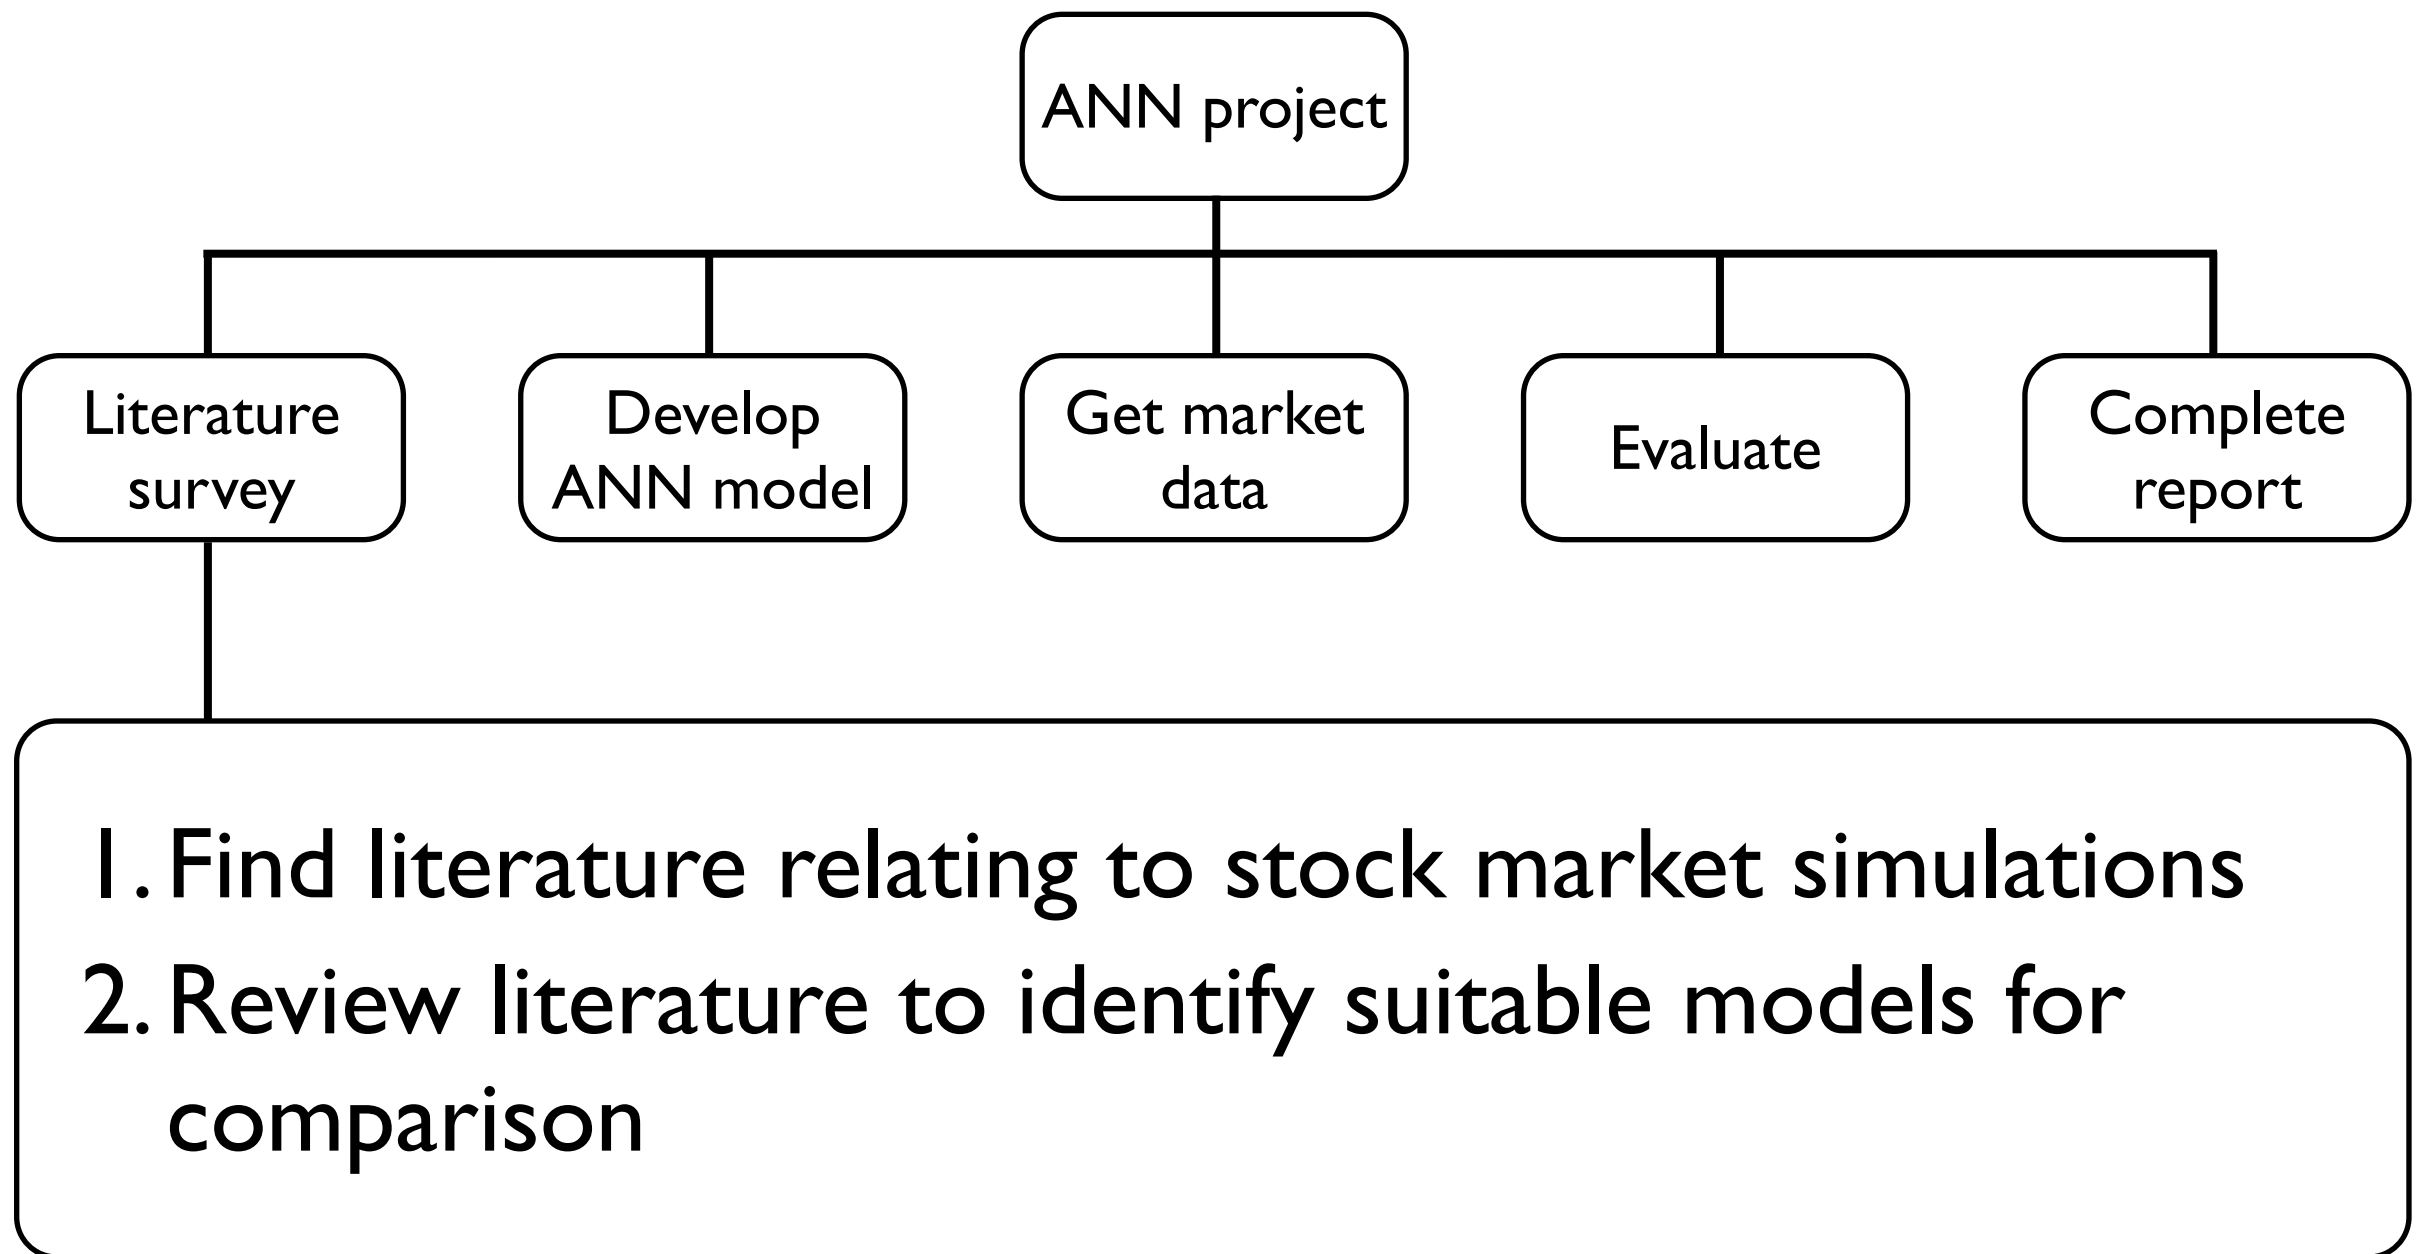 ANN project
Literature
survey
Develop
ANN model
Get market
data
Evaluate
Complete
report
1. Find literature relating to stock market simulations
2. Review literature to identify suitable models for
comparison